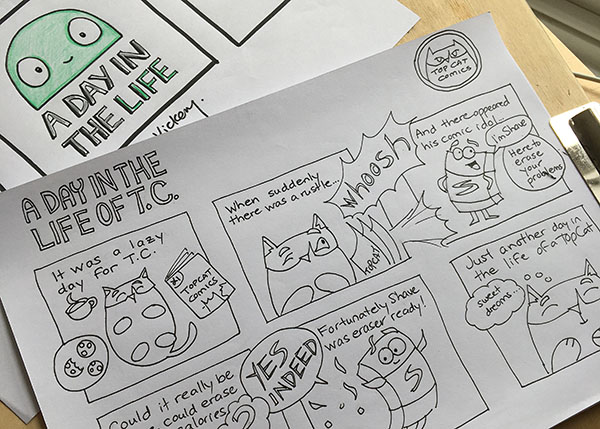 A DAY IN
THE LIFE
Vickery.
TOP CAT
COMICS
A DAY IN THE
LIFE OF T.C.
It was a lazy
day for T.C.
TOPCAT
COMICS
When suddenly
there was a rustle...
TOPCAT
Whoosh
And there appeared
his comic idol...
I'm Shave
Here to
erase
your
problems
S
Could it really be
could erase
calories
?
YES
INDEED
Fortunately Shave
was eraser ready!
Just another day in
the life of a TopCat
sweet
dreams...